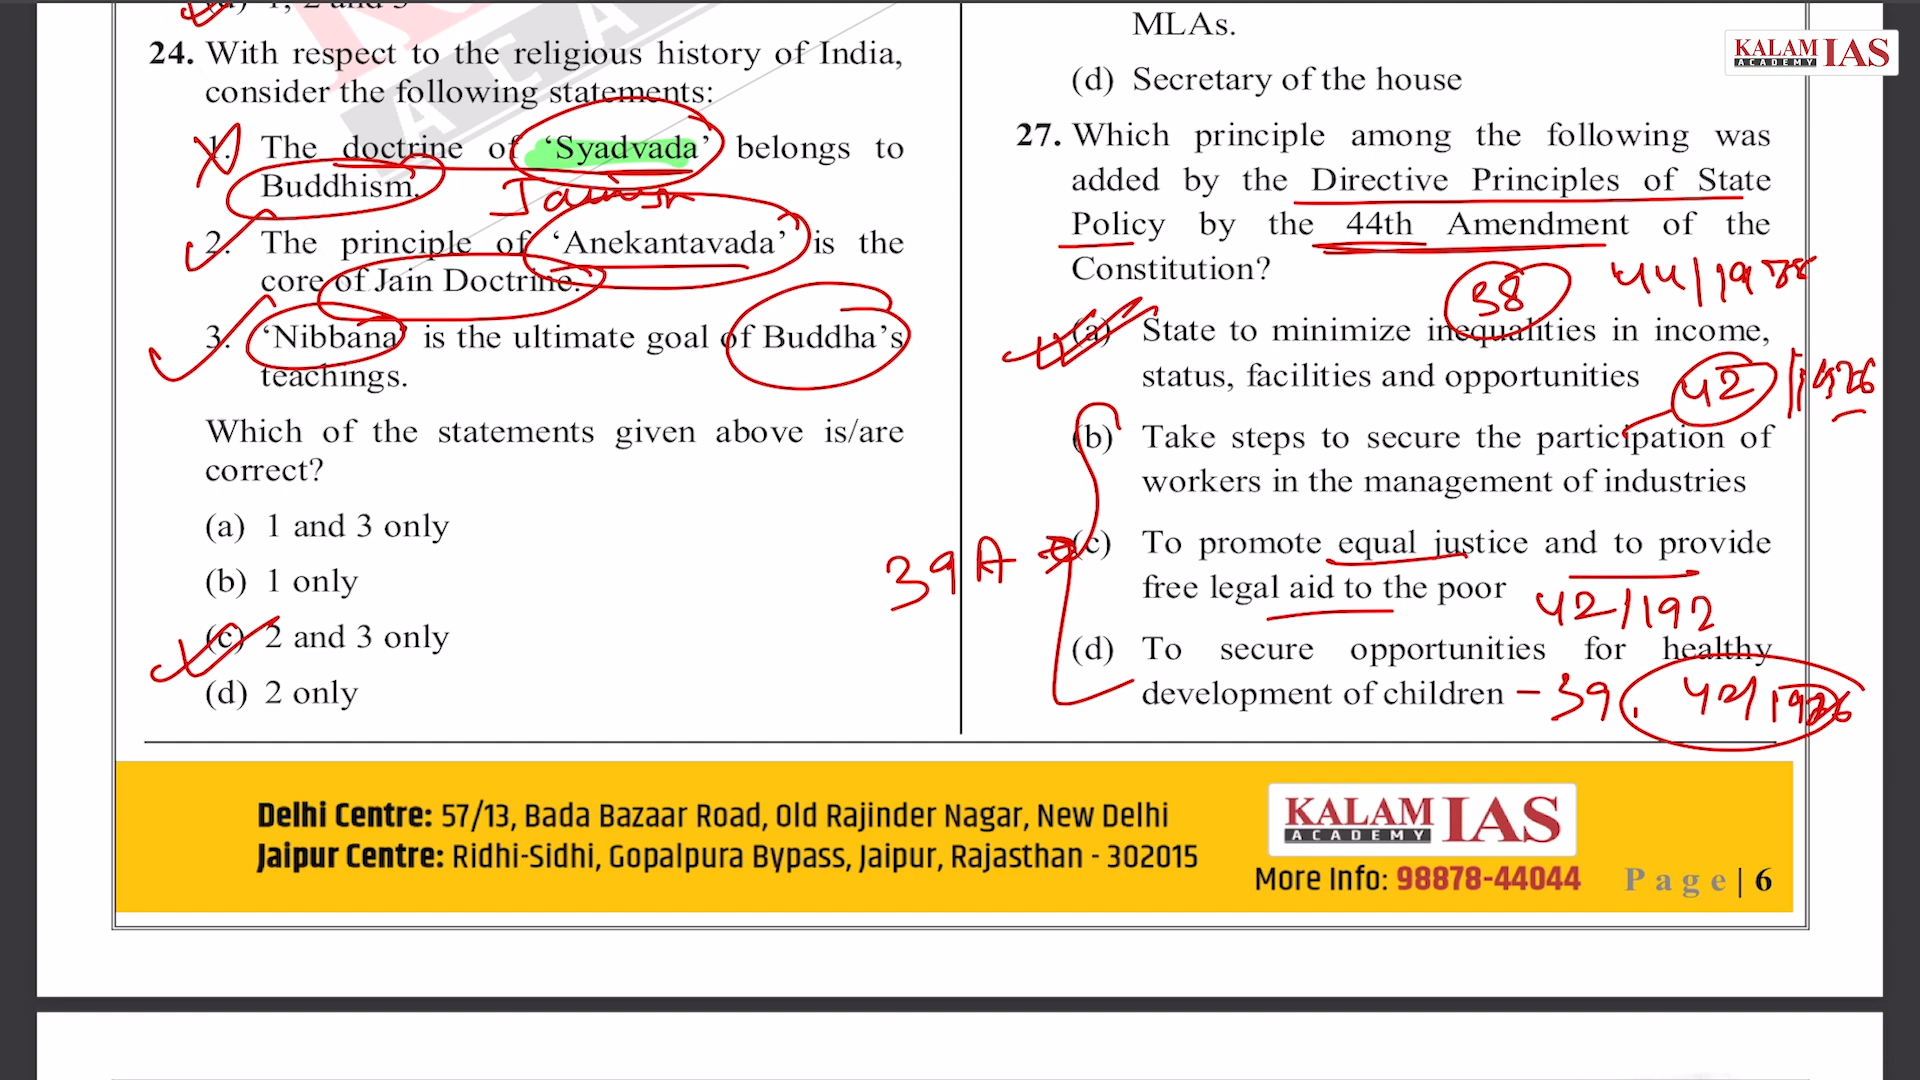 24. With respect to the religious history of India,
consider the following statements:
1. The doctrine of ‘Syadvada’ belongs to
Buddhism.
2. The principle of ‘Anekantavada’ is the
core of Jain Doctrine.
3. ‘Nibbana’ is the ultimate goal of Buddha’s
teachings.
Which of the statements given above is/are
correct?
(a) 1 and 3 only
(b) 1 only
(c) 2 and 3 only
(d) 2 only
MLAs.
(d) Secretary of the house
27. Which principle among the following was
added by the Directive Principles of State
Policy by the 44th Amendment of the
Constitution?
38
(a) State to minimize inequalities in income,
status, facilities and opportunities
42
(b) Take steps to secure the participation of
workers in the management of industries
39A
(c) To promote equal justice and to provide
free legal aid to the poor
42/197
(d) To secure opportunities for healthy
development of children – 39
KALAM IAS
ACADEMY
Delhi Centre: 57/13, Bada Bazaar Road, Old Rajinder Nagar, New Delhi
Jaipur Centre: Ridhi-Sidhi, Gopalpura Bypass, Jaipur, Rajasthan - 302015
KALAM IAS
ACADEMY
More Info: 98878-44044
Page | 6